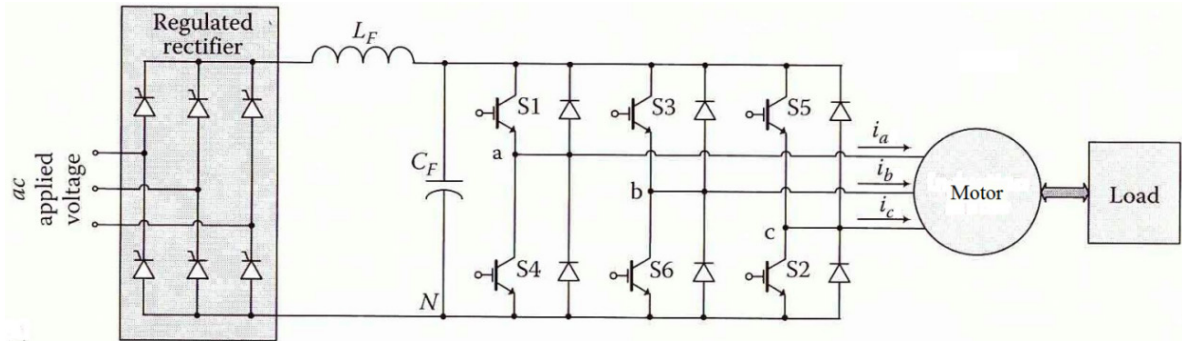 Regulated
rectifier
L_F
S1
S3
S5
i_a
a
C_F
b
i_b
Motor
Load
ac
applied
voltage
i_c
c
S4
S6
S2
N